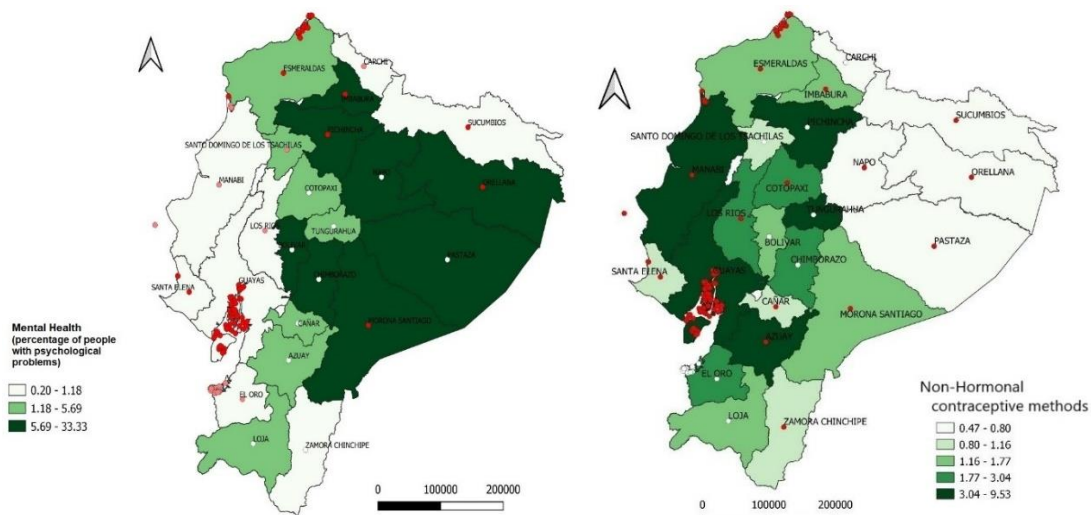 ESMERALDAS
CARCHI
IMBABURA
SUCUMBIOS
PICHINCHA
SANTO DOMINGO DE LOS TSACHILAS
NAPO
ORELLANA
MANABI
COTOPAXI
LOS RIOS
TUNGURAHUA
BOLIVAR
PASTAZA
CHIMBORAZO
GUAYAS
SANTA ELENA
CAÑAR
MORONA SANTIAGO
AZUAY
EL ORO
LOJA
ZAMORA CHINCHIPE
Mental Health
(percentage of people
with psychological
problems)
0.20 - 1.18
1.18 - 5.69
5.69 - 33.33
0 100000 200000
ESMERALDAS
CARCHI
IMBABURA
SUCUMBIOS
PICHINCHA
SANTO DOMINGO DE LOS TSACHILAS
NAPO
ORELLANA
MANABI
COTOPAXI
TUNGURAHUA
LOS RIOS
BOLIVAR
PASTAZA
CHIMBORAZO
SANTA ELENA
GUAYAS
CAÑAR
MORONA SANTIAGO
AZUAY
EL ORO
LOJA
ZAMORA CHINCHIPE
Non-Hormonal
contraceptive methods
0.47 - 0.80
0.80 - 1.16
1.16 - 1.77
1.77 - 3.04
3.04 - 9.53
0 100000 200000